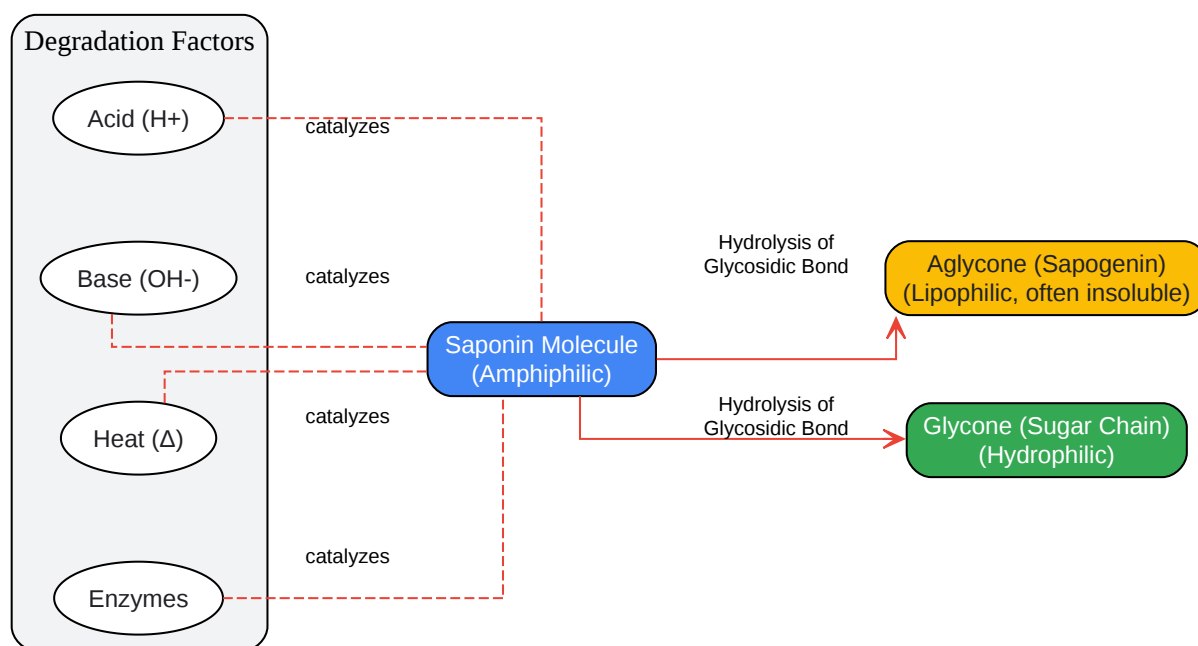 Degradation Factors
Acid (H+)
catalyzes
Base (OH-)
catalyzes
Heat (Δ)
catalyzes
Enzymes
catalyzes
Saponin Molecule
(Amphiphilic)
Hydrolysis of
Glycosidic Bond
Aglycone (Sapogenin)
(Lipophilic, often insoluble)
Hydrolysis of
Glycosidic Bond
Glycone (Sugar Chain)
(Hydrophilic)